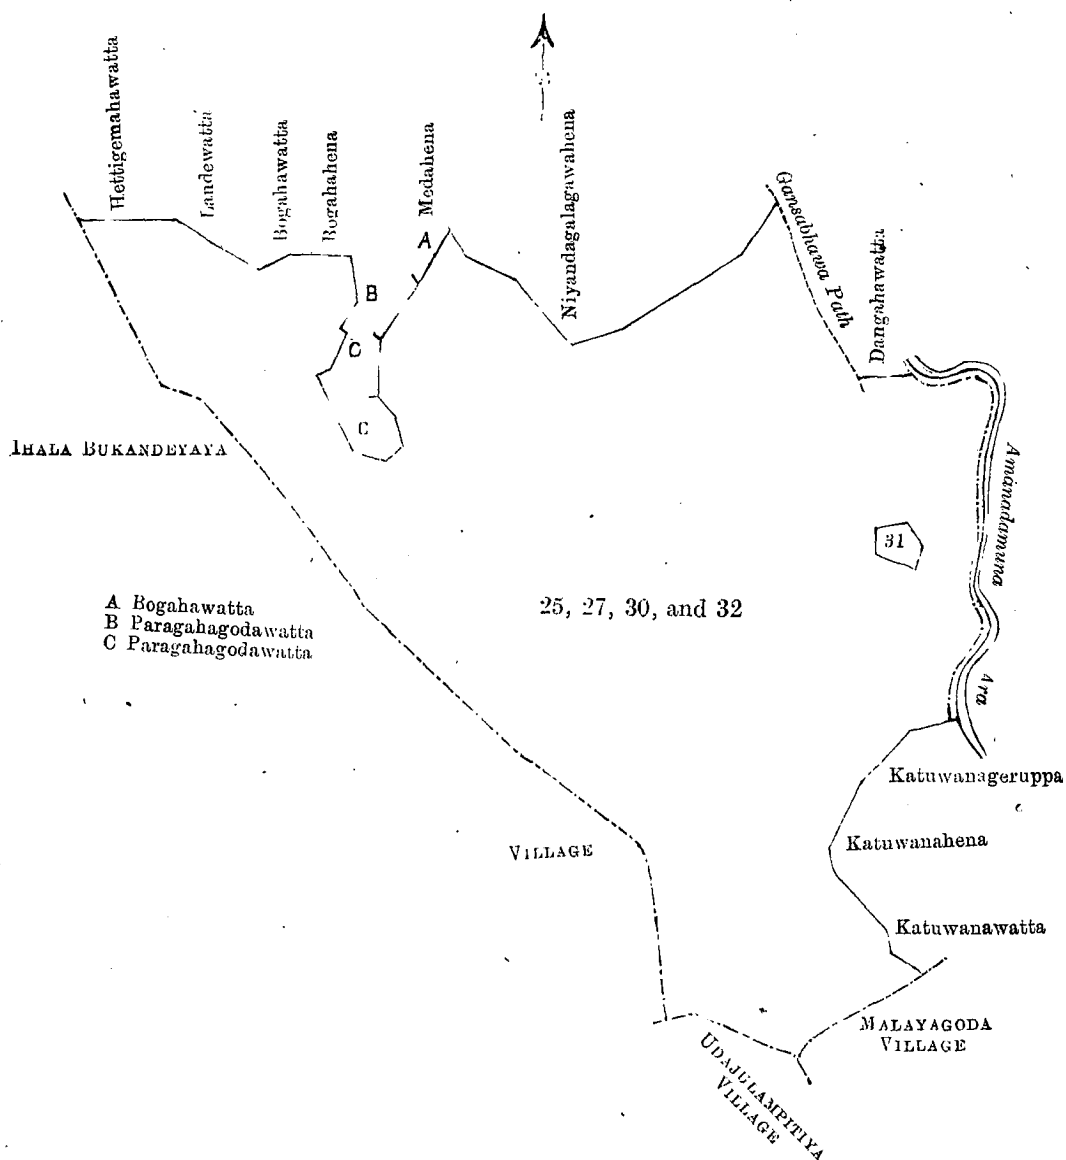 Hettigemahawatta
Landewatta
Bogahawatta
Bogahahena
Medahena
Niyandagalagawahena
Gansabhawa Path
Dangahawatta
A
B
C
C
IHALA BUKANDEYAYA
Amanadamuna
31
A Bogahawatta
B Paragahagodawatta
C Paragahagodawatta
25, 27, 30, and 32
Ara
Katuwanageruppa
Katuwanahena
VILLAGE
Katuwanawatta
MALAYAGODA
VILLAGE
VILLAGE